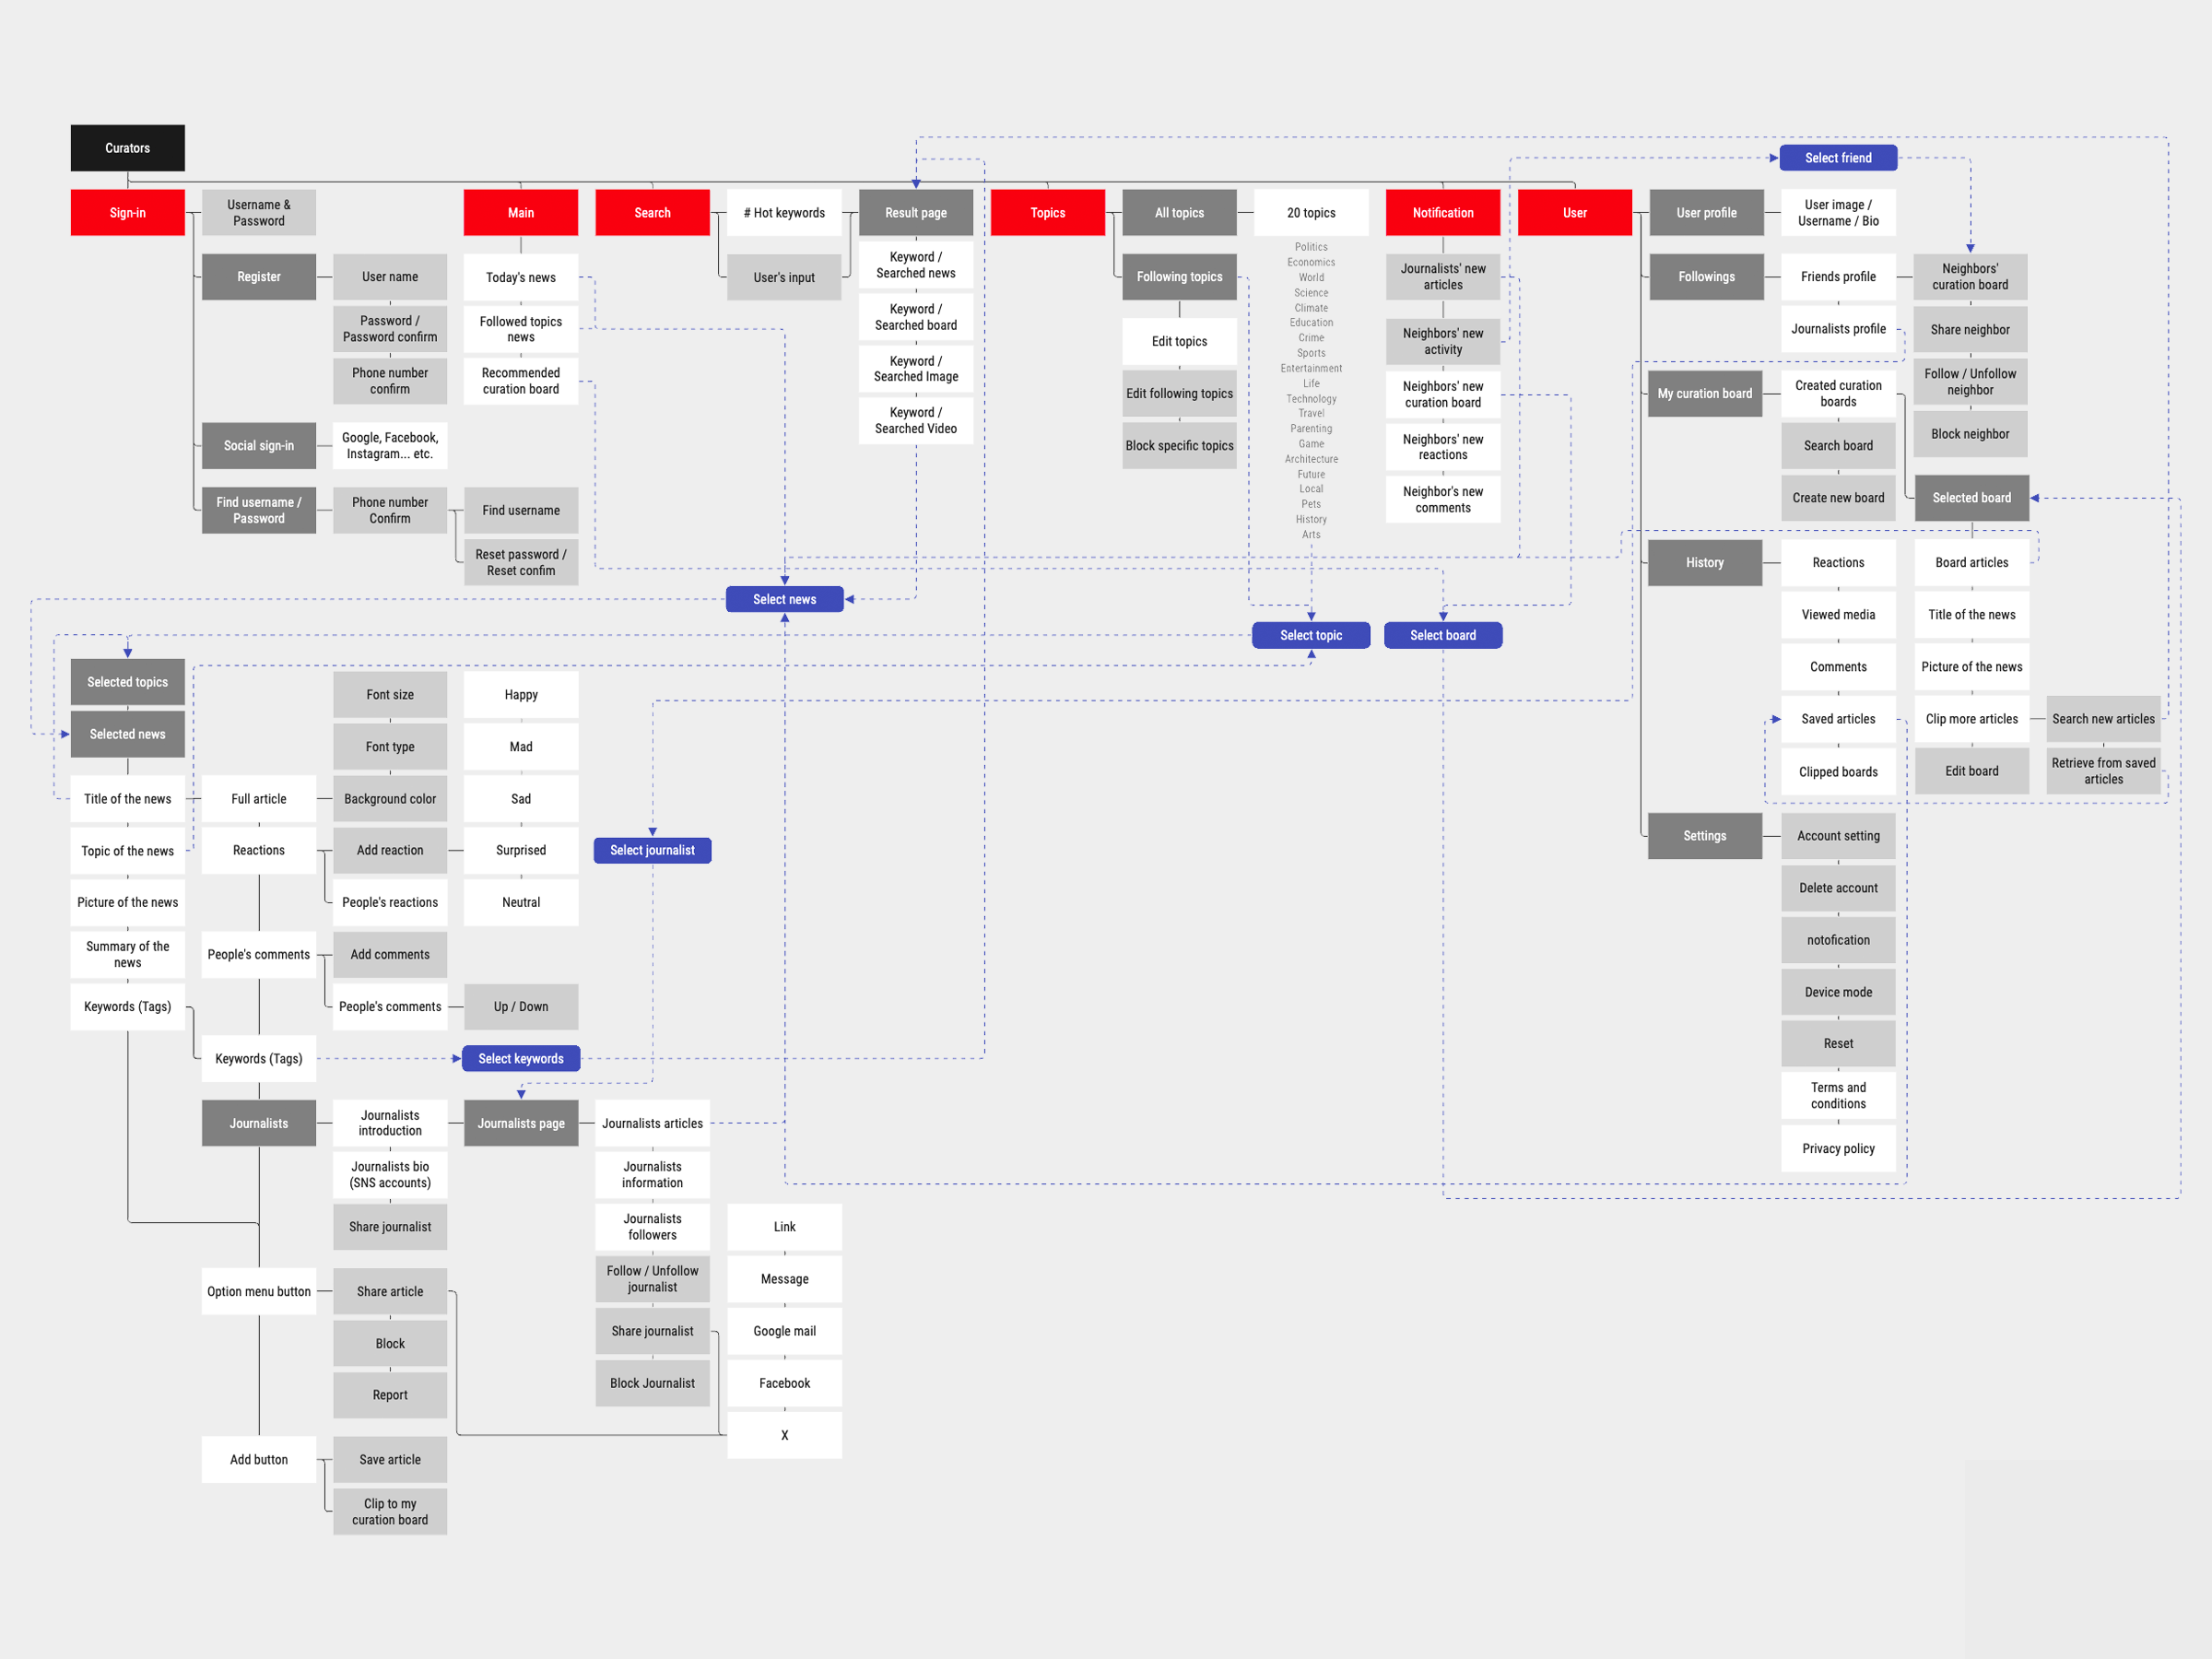 Curators
Select friend
Sign-in
Username &
Password
Main
Search
# Hot keywords
Result page
Topics
All topics
20 topics
Notification
User
User profile
User image /
Username / Bio
Register
User name
Today's news
User's input
Keyword /
Searched news
Following topics
Politics
Economics
World
Science
Climate
Education
Crime
Sports
Entertainment
Life
Technology
Travel
Parenting
Game
Architecture
Future
Local
Pets
History
Arts
Journalists' new
articles
Followings
Friends profile
Neighbors'
curation board
Password /
Password confirm
Followed topics
news
Keyword /
Searched board
Edit topics
Neighbors' new
activity
Journalists profile
Share neighbor
Phone number
confirm
Recommended
curation board
Keyword /
Searched Image
Edit following topics
Neighbors' new
curation board
My curation board
Created curation
boards
Follow / Unfollow
neighbor
Keyword /
Searched Video
Block specific topics
Neighbors' new
reactions
Search board
Block neighbor
Social sign-in
Google, Facebook,
Instagram... etc.
Neighbor's new
comments
Create new board
Selected board
Find username /
Password
Phone number
Confirm
Find username
Reset password /
Reset confim
History
Reactions
Board articles
Select news
Viewed media
Title of the news
Select topic
Select board
Comments
Picture of the news
Selected topics
Font size
Happy
Saved articles
Clip more articles
Search new articles
Selected news
Font type
Mad
Clipped boards
Edit board
Retrieve from saved
articles
Title of the news
Full article
Background color
Sad
Topic of the news
Reactions
Add reaction
Surprised
Select journalist
Settings
Account setting
Picture of the news
People's reactions
Neutral
Delete account
Summary of the
news
People's comments
Add comments
notofication
Keywords (Tags)
People's comments
Up / Down
Device mode
Keywords (Tags)
Select keywords
Reset
Journalists
Journalists
introduction
Journalists page
Journalists articles
Terms and
conditions
Journalists bio
(SNS accounts)
Journalists
information
Privacy policy
Share journalist
Journalists
followers
Link
Option menu button
Share article
Follow / Unfollow
journalist
Message
Block
Share journalist
Google mail
Report
Block Journalist
Facebook
X
Add button
Save article
Clip to my
curation board